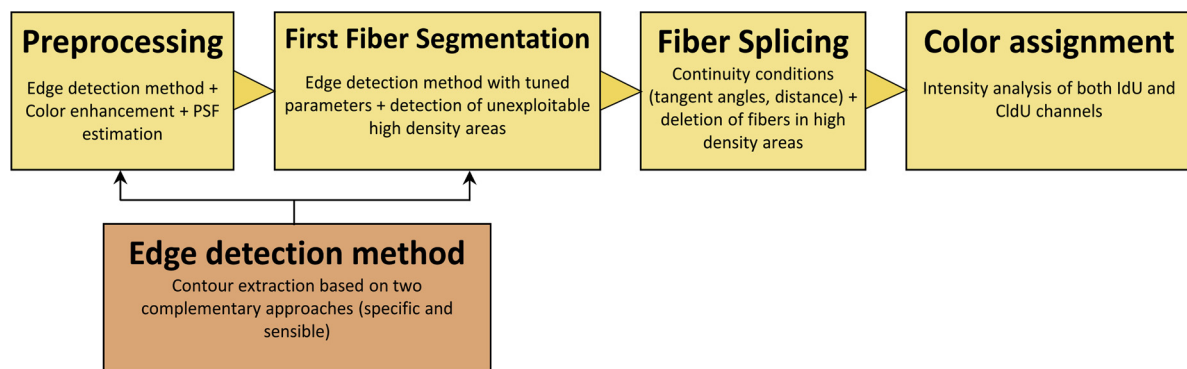 Preprocessing
Edge detection method +
Color enhancement + PSF
estimation
First Fiber Segmentation
Edge detection method with tuned
parameters + detection of unexploitable
high density areas
Fiber Splicing
Continuity conditions
(tangent angles, distance) +
deletion of fibers in high
density areas
Color assignment
Intensity analysis of both IdU and
CldU channels
Edge detection method
Contour extraction based on two
complementary approaches (specific and
sensible)